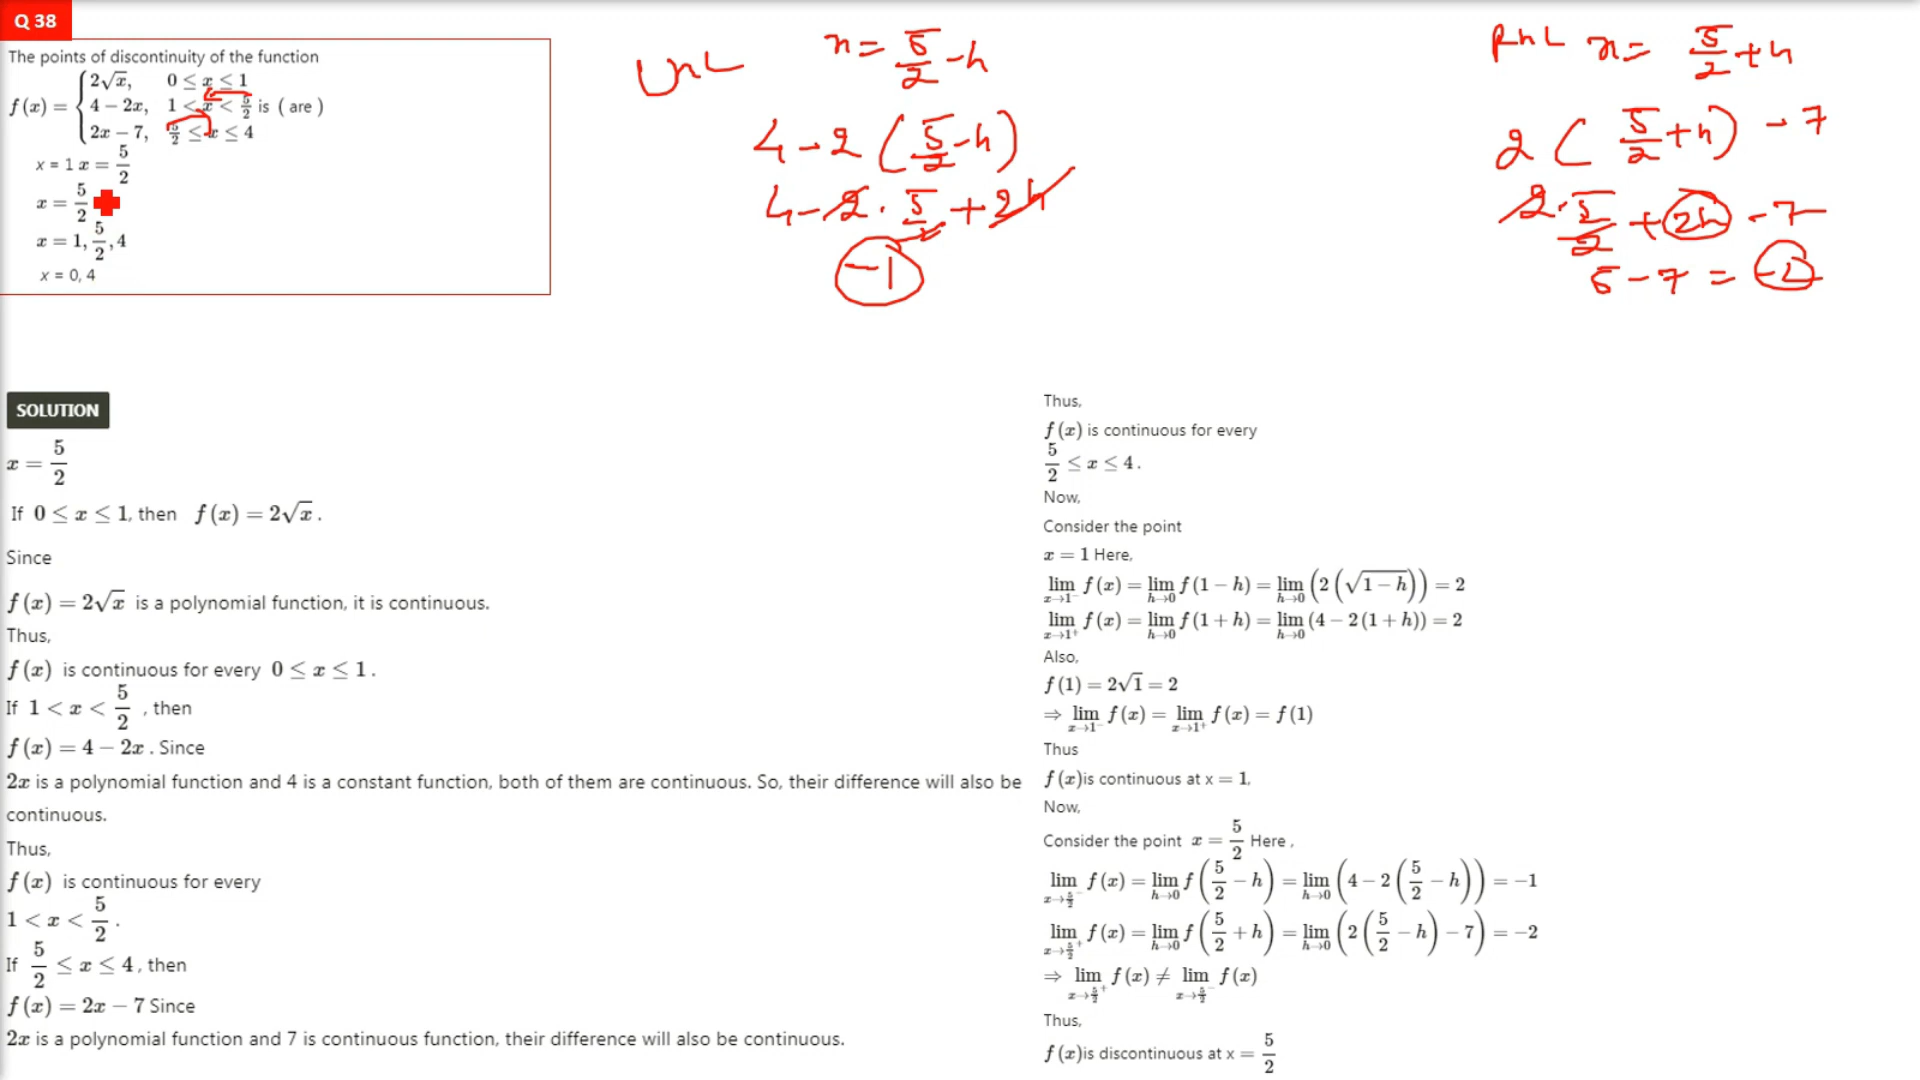 Q 38
The points of discontinuity of the function
f(x) = { 2√x, 0 ≤ x ≤ 1
4 − 2x, 1 < x < 5/2 is ( are )
2x − 7, 5/2 ≤ x ≤ 4
x = 1 x = 5/2
x = 5/2
x = 1, 5/2, 4
x = 0, 4
LHL x = 5/2 - h
4 - 2 ( 5/2 - h )
4 - 2 · 5/2 + 2h
-1
RHL x = 5/2 + h
2 ( 5/2 + h ) - 7
2 · 5/2 + 2h - 7
5 - 7 = -2
SOLUTION
x = 5/2
If 0 ≤ x ≤ 1, then f(x) = 2√x .
Since
f(x) = 2√x is a polynomial function, it is continuous.
Thus,
f(x) is continuous for every 0 ≤ x ≤ 1 .
If 1 < x < 5/2 , then
f(x) = 4 − 2x . Since
2x is a polynomial function and 4 is a constant function, both of them are continuous. So, their difference will also be
continuous.
Thus,
f(x) is continuous for every
1 < x < 5/2 .
If 5/2 ≤ x ≤ 4 , then
f(x) = 2x − 7 Since
2x is a polynomial function and 7 is continuous function, their difference will also be continuous.
Thus,
f(x) is continuous for every
5/2 ≤ x ≤ 4 .
Now,
Consider the point
x = 1 Here,
lim x→1⁻ f(x) = lim h→0 f(1 − h) = lim h→0 (2(√1 − h)) = 2
lim x→1⁺ f(x) = lim h→0 f(1 + h) = lim h→0 (4 − 2(1 + h)) = 2
Also,
f(1) = 2√1 = 2
⇒ lim x→1⁻ f(x) = lim x→1⁺ f(x) = f(1)
Thus
f(x)is continuous at x = 1,
Now,
Consider the point x = 5/2 Here ,
lim x→5/2⁻ f(x) = lim h→0 f(5/2 − h) = lim h→0 (4 − 2(5/2 − h)) = −1
lim x→5/2⁺ f(x) = lim h→0 f(5/2 + h) = lim h→0 (2(5/2 − h) − 7) = −2
⇒ lim x→5/2⁺ f(x) ≠ lim x→5/2⁻ f(x)
Thus,
f(x)is discontinuous at x = 5/2